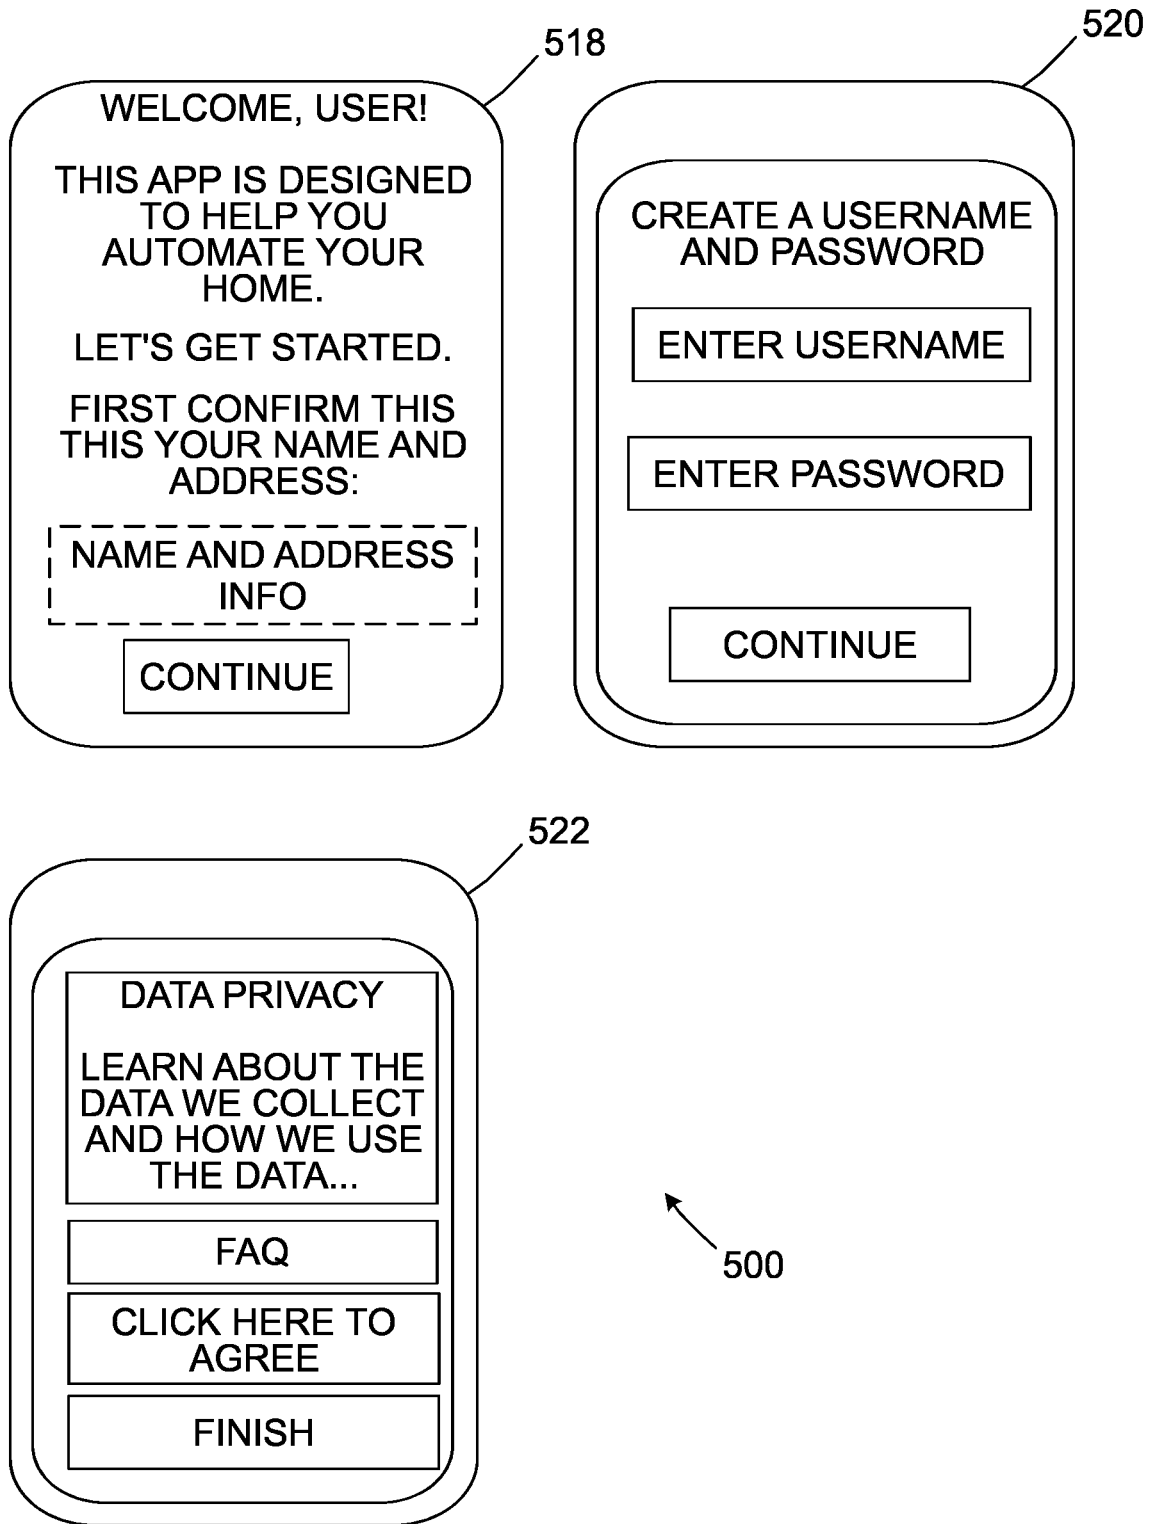 518
WELCOME, USER!
THIS APP IS DESIGNED
TO HELP YOU
AUTOMATE YOUR
HOME.
LET'S GET STARTED.
FIRST CONFIRM THIS
THIS YOUR NAME AND
ADDRESS:
NAME AND ADDRESS
INFO
CONTINUE
520
CREATE A USERNAME
AND PASSWORD
ENTER USERNAME
ENTER PASSWORD
CONTINUE
522
DATA PRIVACY
LEARN ABOUT THE
DATA WE COLLECT
AND HOW WE USE
THE DATA...
FAQ
CLICK HERE TO
AGREE
FINISH
500